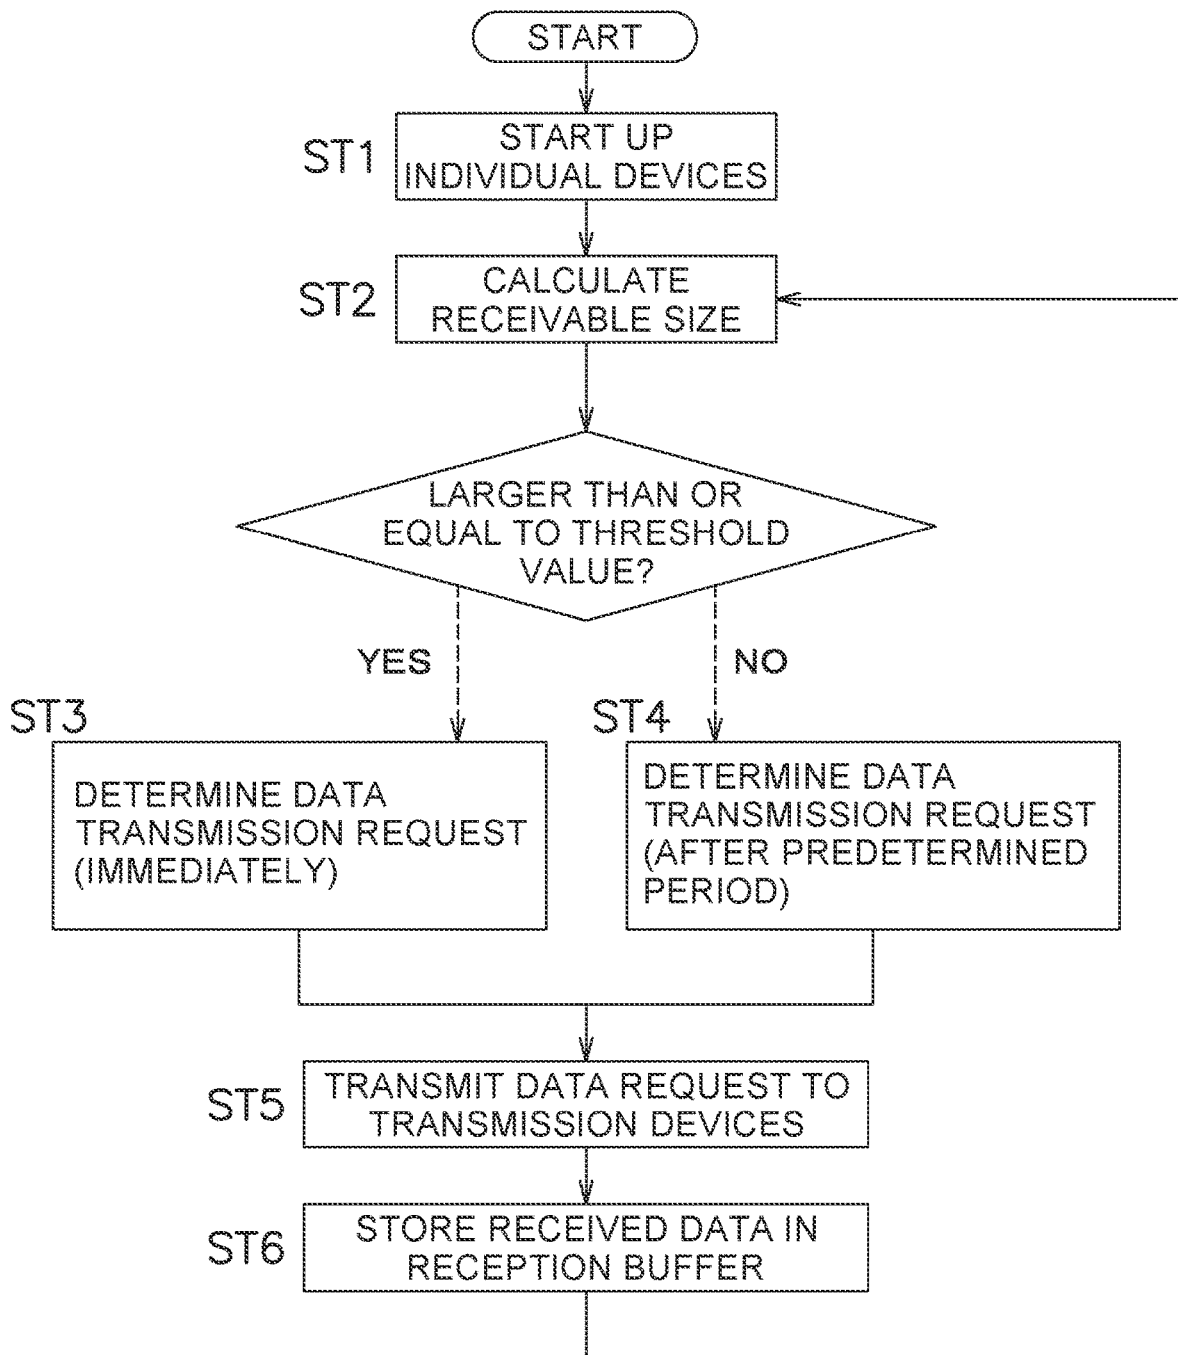 START
ST1
START UP
INDIVIDUAL DEVICES
ST2
CALCULATE
RECEIVABLE SIZE
LARGER THAN OR
EQUAL TO THRESHOLD
VALUE?
YES
NO
ST3
DETERMINE DATA
TRANSMISSION REQUEST
(IMMEDIATELY)
ST4
DETERMINE DATA
TRANSMISSION REQUEST
(AFTER PREDETERMINED
PERIOD)
ST5
TRANSMIT DATA REQUEST TO
TRANSMISSION DEVICES
ST6
STORE RECEIVED DATA IN
RECEPTION BUFFER